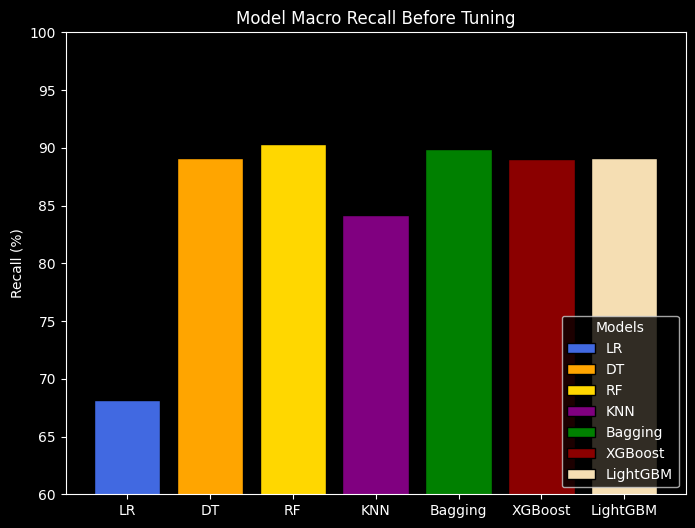 Model Macro Recall Before Tuning
Recall (%)
100
95
90
85
80
75
70
65
60
LR
DT
RF
KNN
Bagging
XGBoost
LightGBM
Models
LR
DT
RF
KNN
Bagging
XGBoost
LightGBM